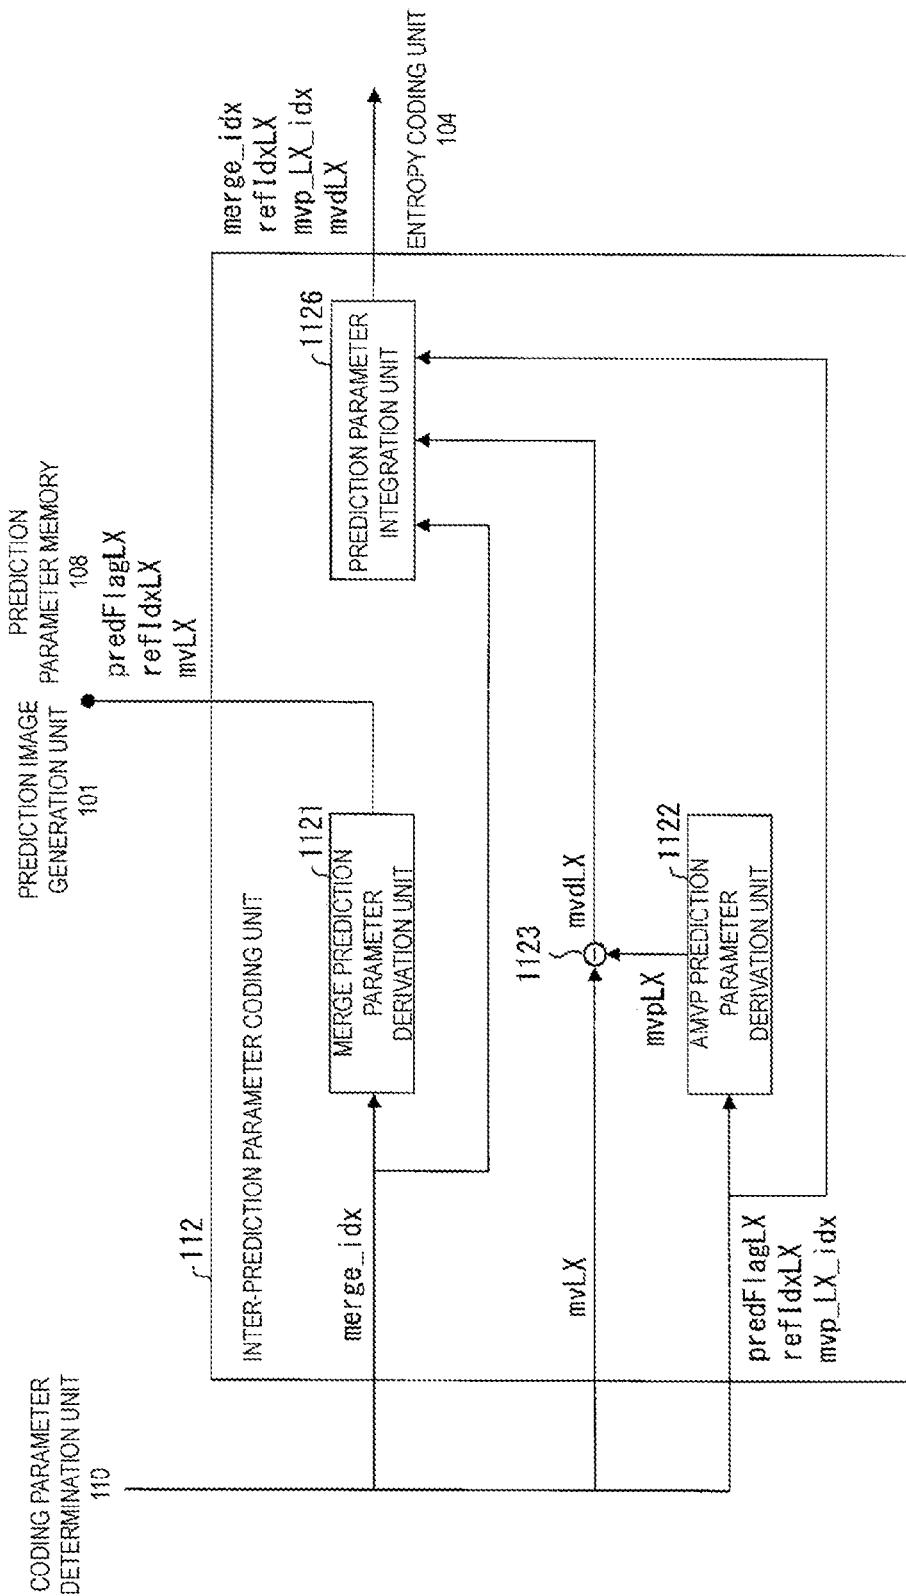 CODING PARAMETER
DETERMINATION UNIT
110
PREDICTION IMAGE
GENERATION UNIT
101
PREDICTION
PARAMETER MEMORY
108
predFlagLX
refIdxLX
mvLX
112
INTER-PREDICTION PARAMETER CODING UNIT
merge_idx
1121
MERGE PREDICTION
PARAMETER
DERIVATION UNIT
1126
PREDICTION PARAMETER
INTEGRATION UNIT
merge_idx
refIdxLX
mvp_LX_idx
mvdLX
ENTROPY CODING UNIT
104
mvLX
1123
mvdLX
mvpLX
1122
AMVP PREDICTION
PARAMETER
DERIVATION UNIT
predFlagLX
refIdxLX
mvp_LX_idx